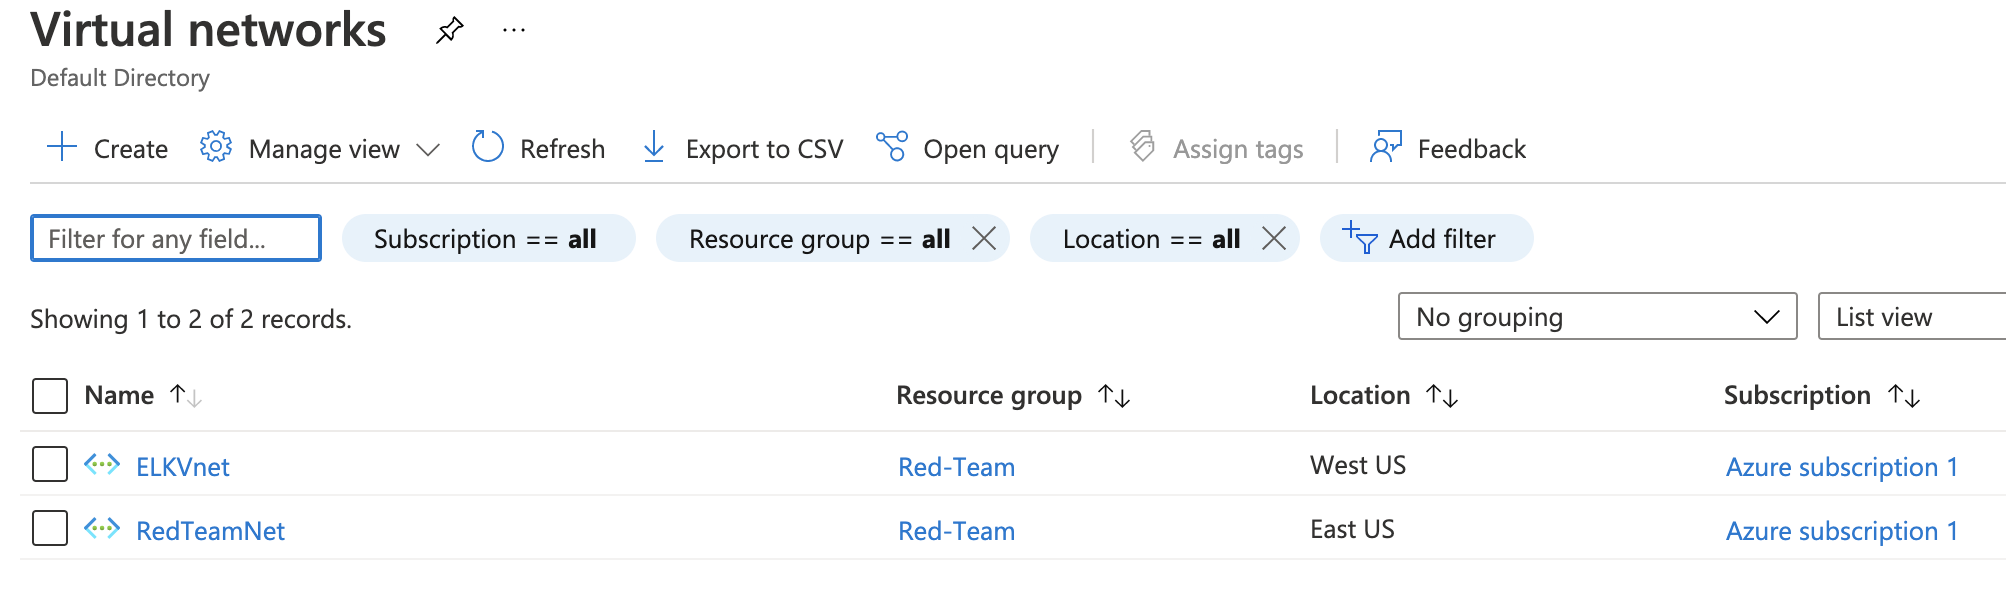 Virtual networks ...
Default Directory
Create Manage view Refresh Export to CSV Open query Assign tags Feedback
Filter for any field... Subscription == all Resource group == all Location == all Add filter
Showing 1 to 2 of 2 records. No grouping List view
Name Resource group Location Subscription
ELKVnet Red-Team West US Azure subscription 1
RedTeamNet Red-Team East US Azure subscription 1